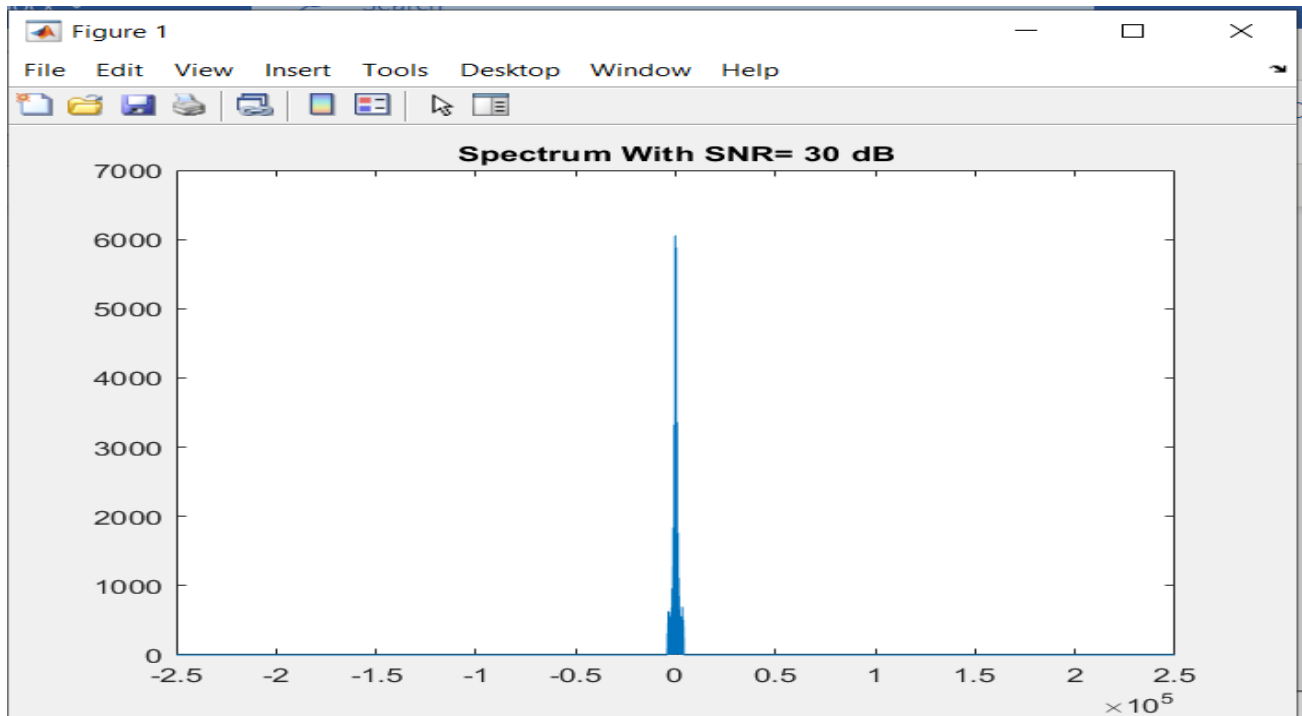 Search
Figure 1
File Edit View Insert Tools Desktop Window Help
Spectrum With SNR= 30 dB
7000
6000
5000
4000
3000
2000
1000
0
-2.5 -2 -1.5 -1 -0.5 0 0.5 1 1.5 2 2.5
×10⁵